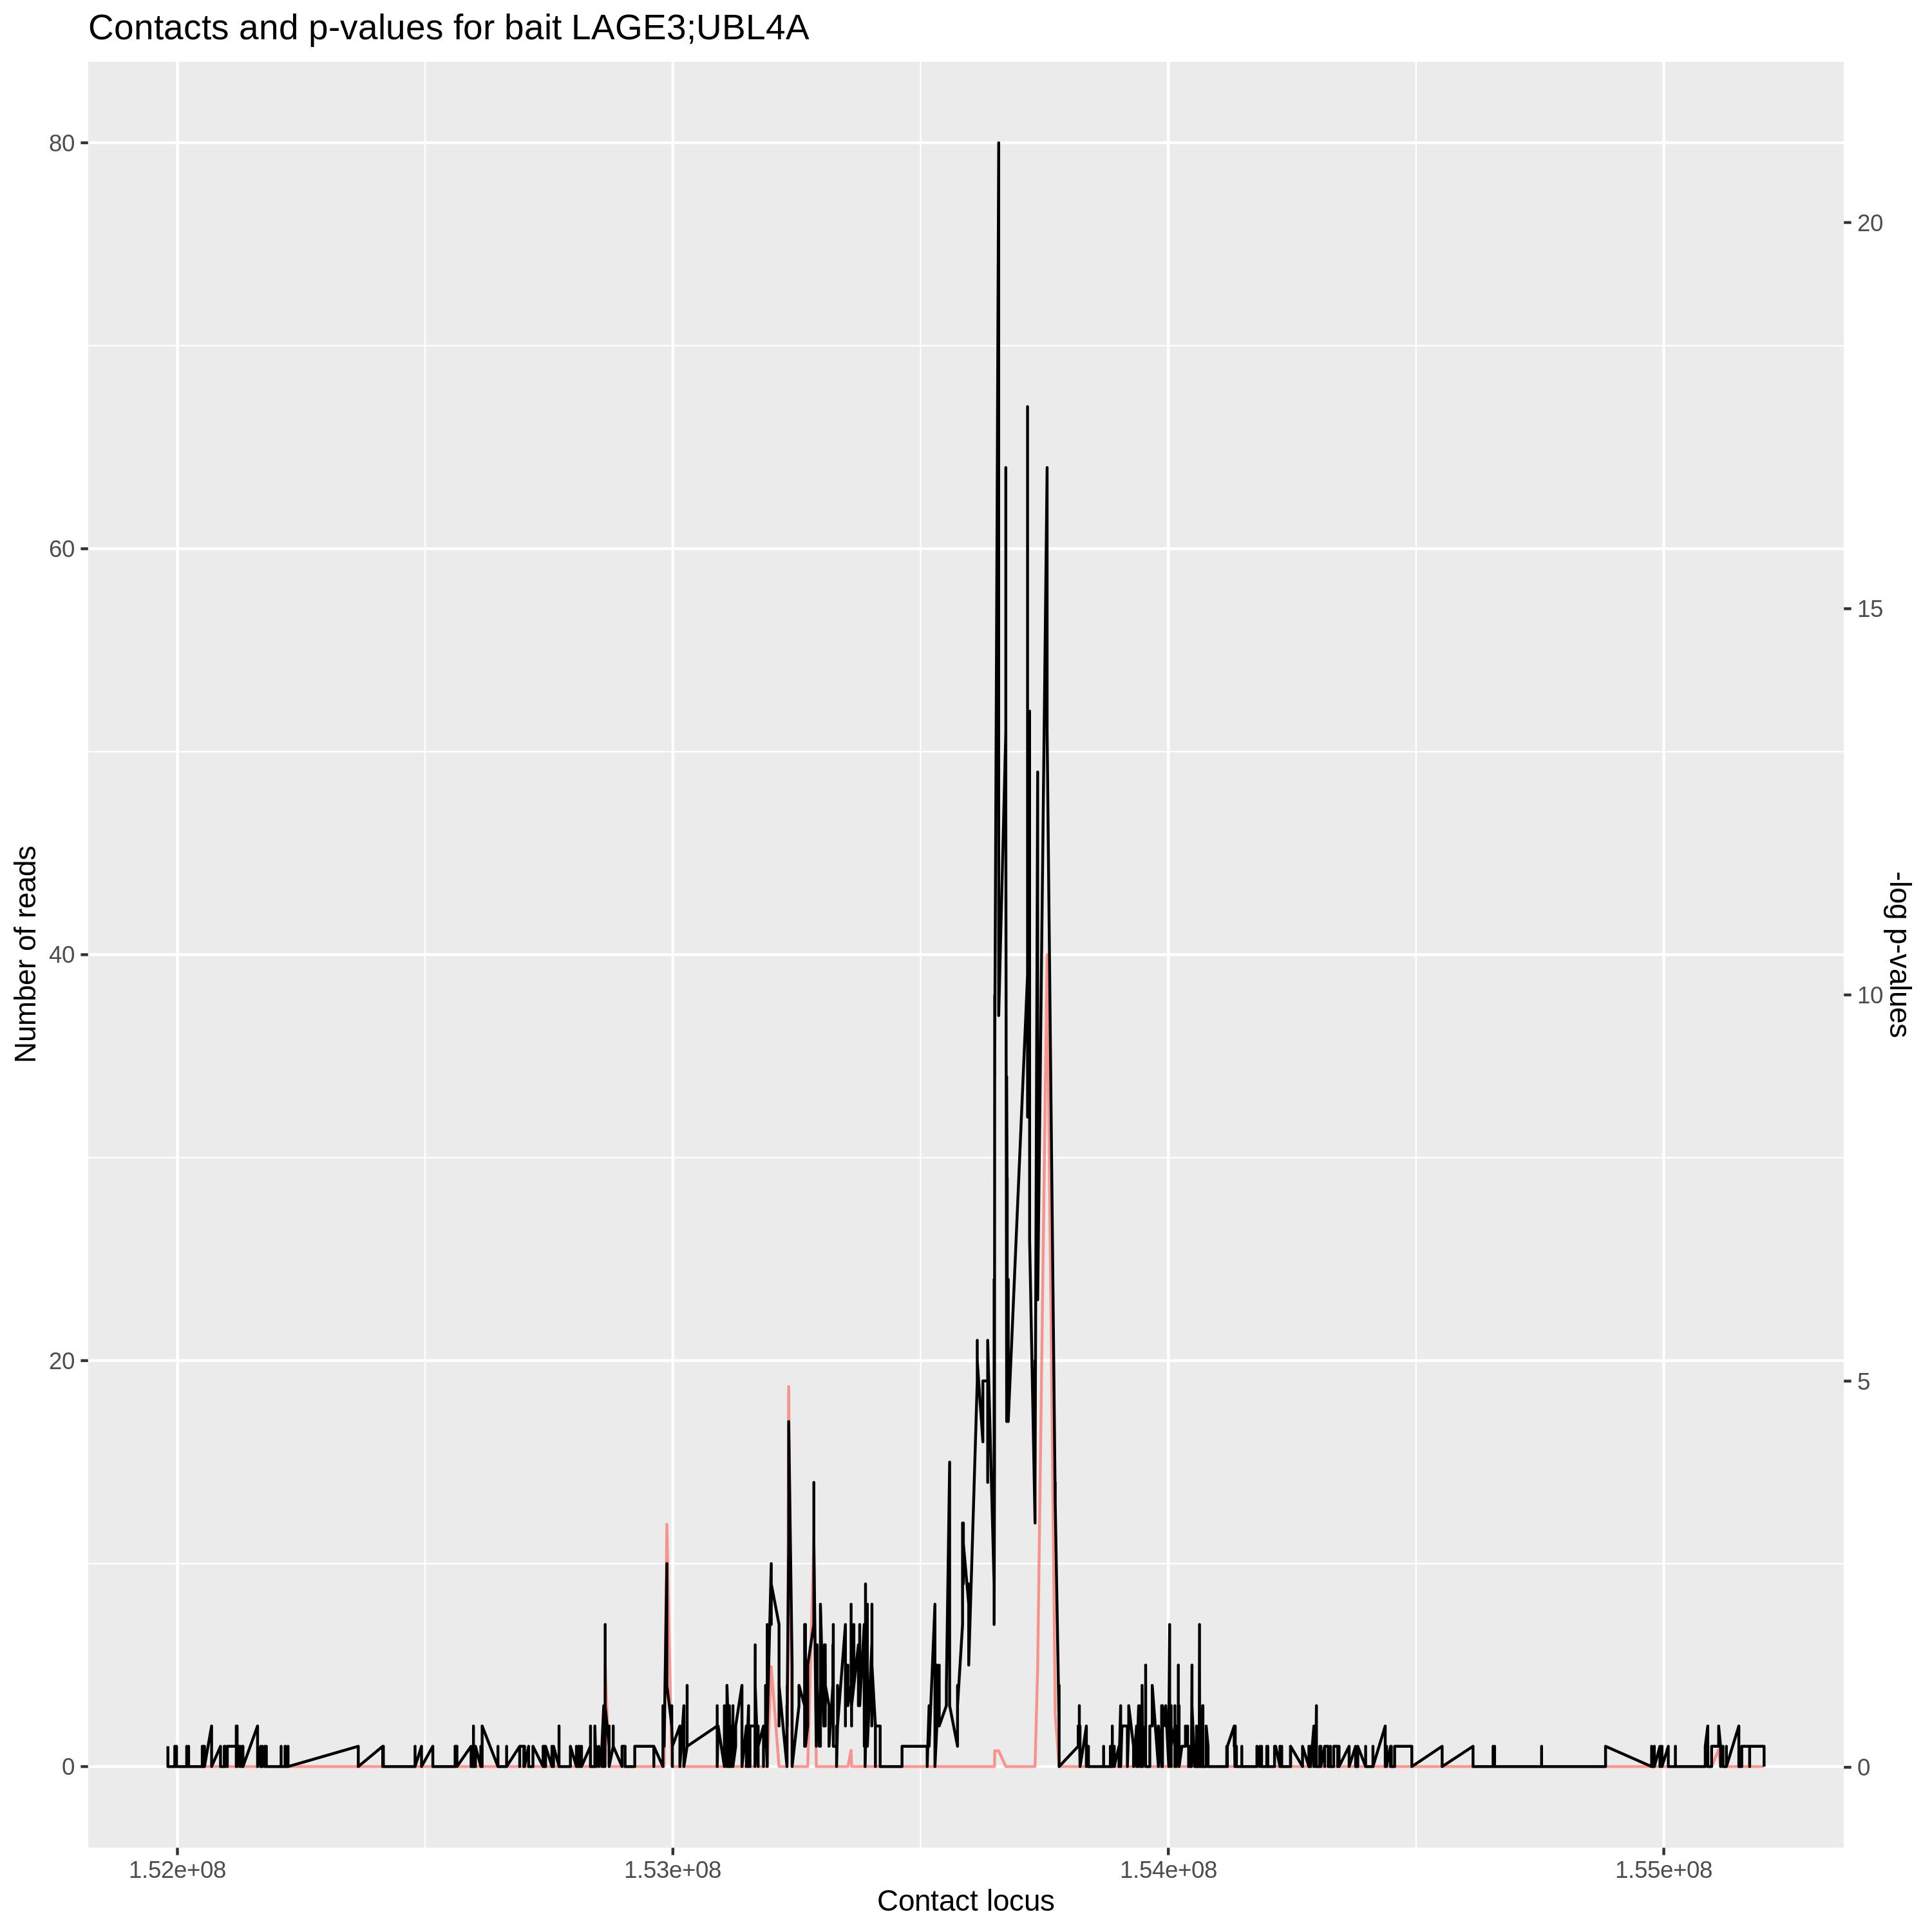 Contacts and p-values for bait LAGE3;UBL4A
80
60
40
20
0
Number of reads
20
15
10
5
0
-log p-values
1.52e+08 1.53e+08 1.54e+08 1.55e+08
Contact locus